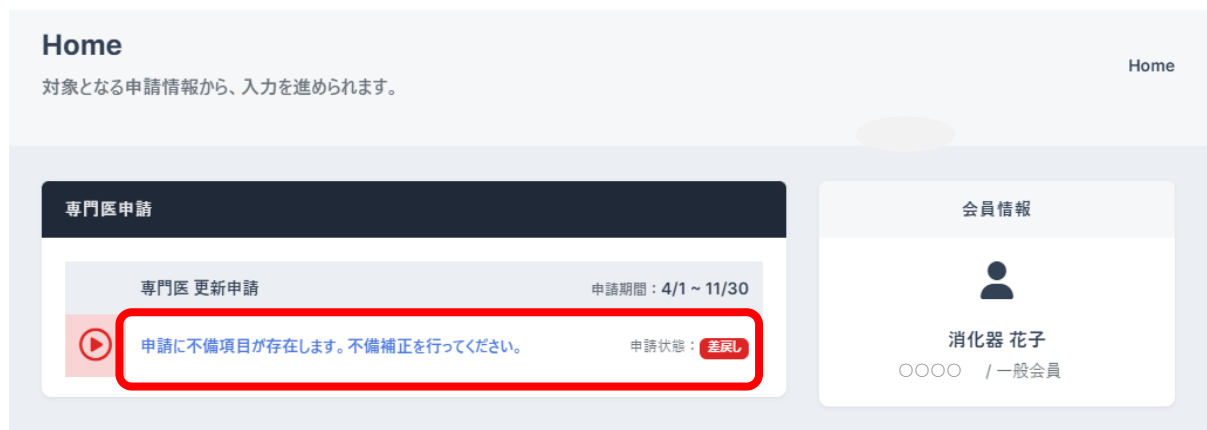 Home
対象となる申請情報から、入力を進められます。
Home
専門医申請
専門医 更新申請
申請期間：4/1 ~ 11/30
申請に不備項目が存在します。不備補正を行ってください。
申請状態：差戻し
会員情報
消化器 花子
○○○○ / 一般会員